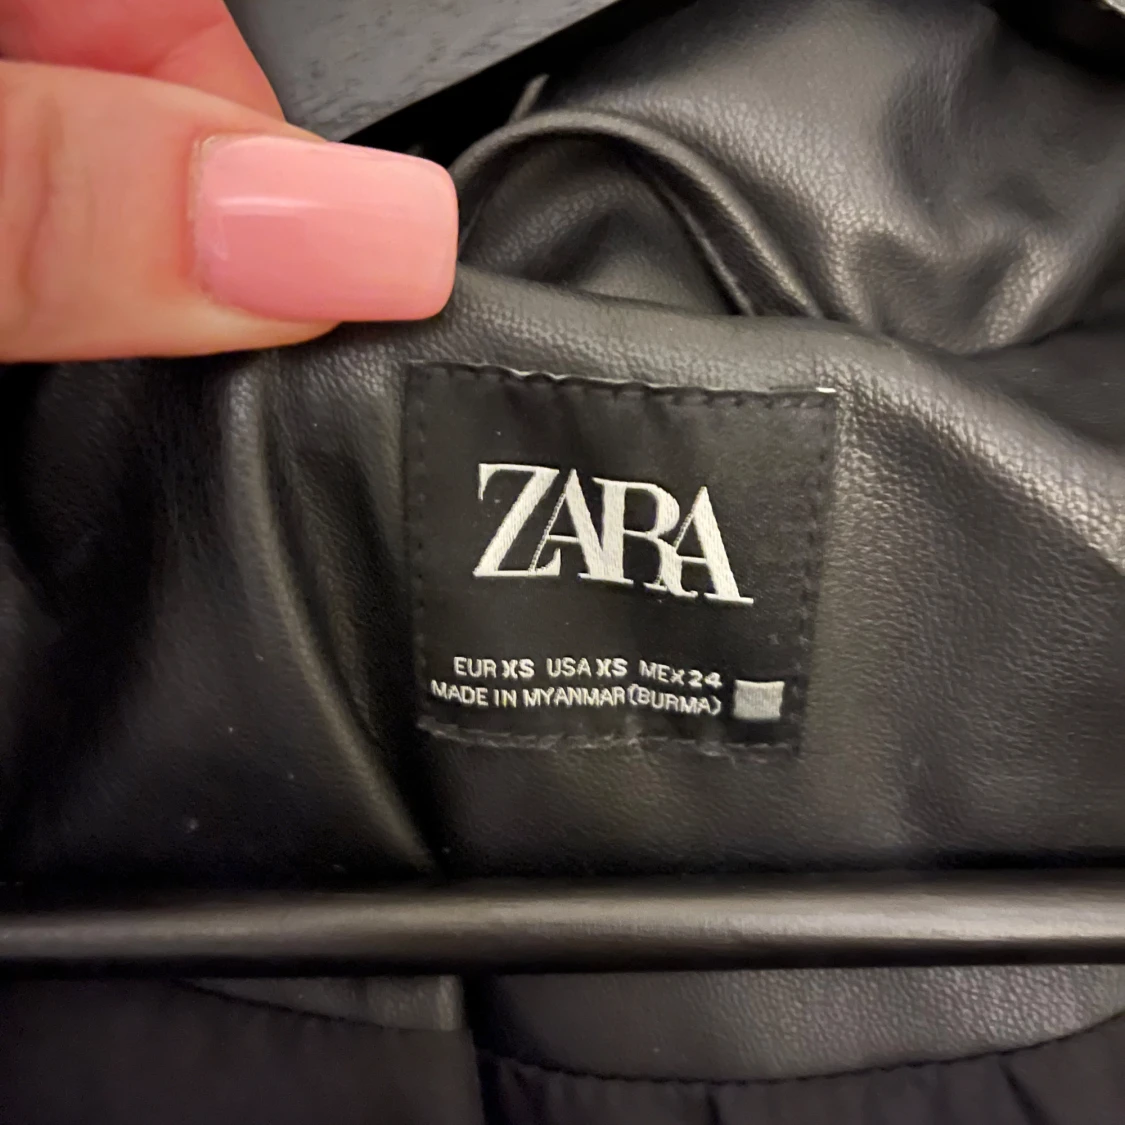 ZARA
EUR XS USA XS MEX 24
MADE IN MYANMAR (BURMA)